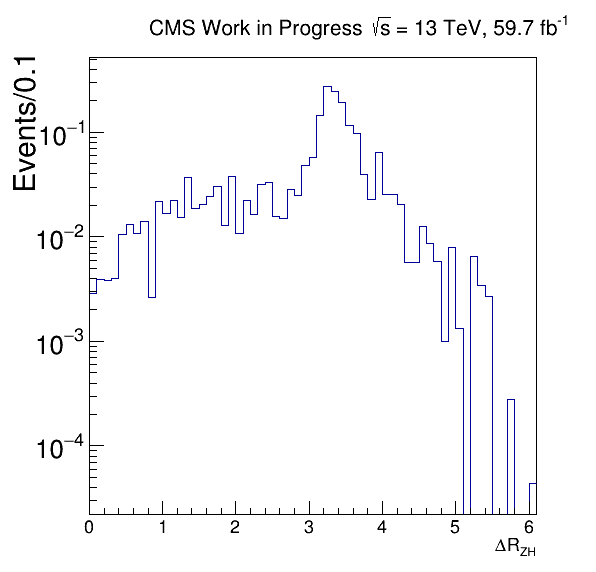 CMS Work in Progress √s = 13 TeV, 59.7 fb⁻¹
Events/0.1
10⁻¹
10⁻²
10⁻³
10⁻⁴
0 1 2 3 4 5 6
ΔR_ZH